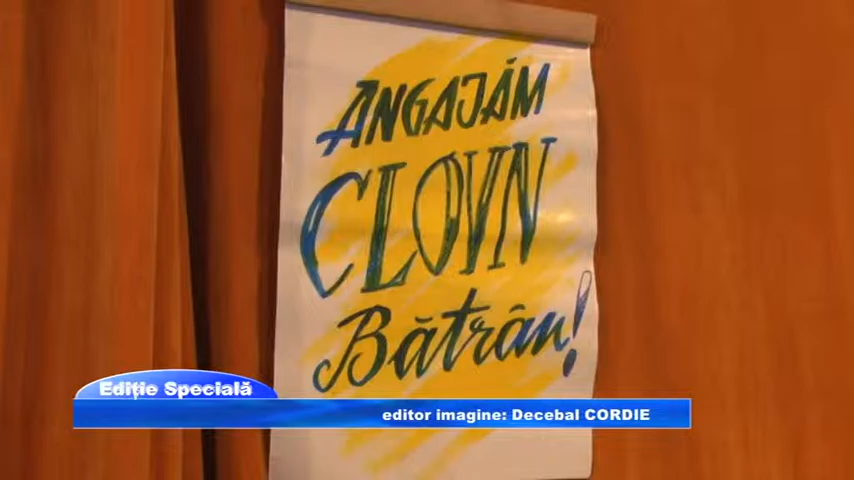 ANGAJĂM
CLOVN
Bătrân!
Ediție Specială
editor imagine: Decebal CORDIE